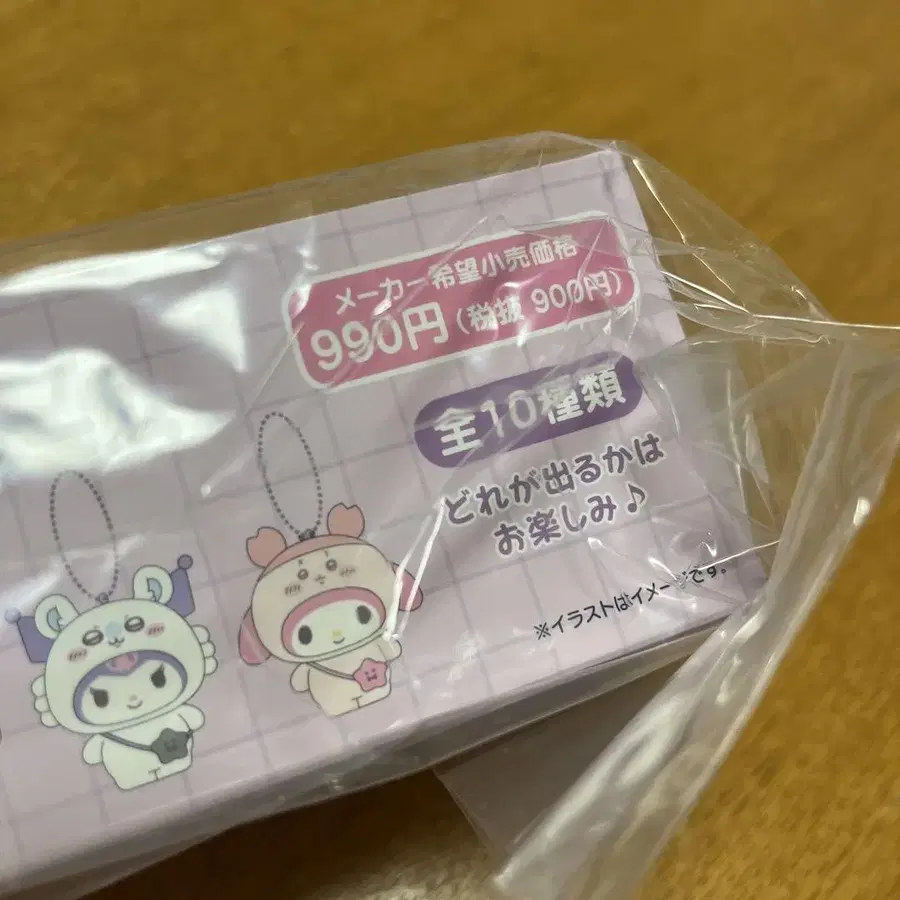 メーカー希望小売価格
990円(税抜 900円)
全10種類
どれが出るかは
お楽しみ♪
※イラストはイメージです。